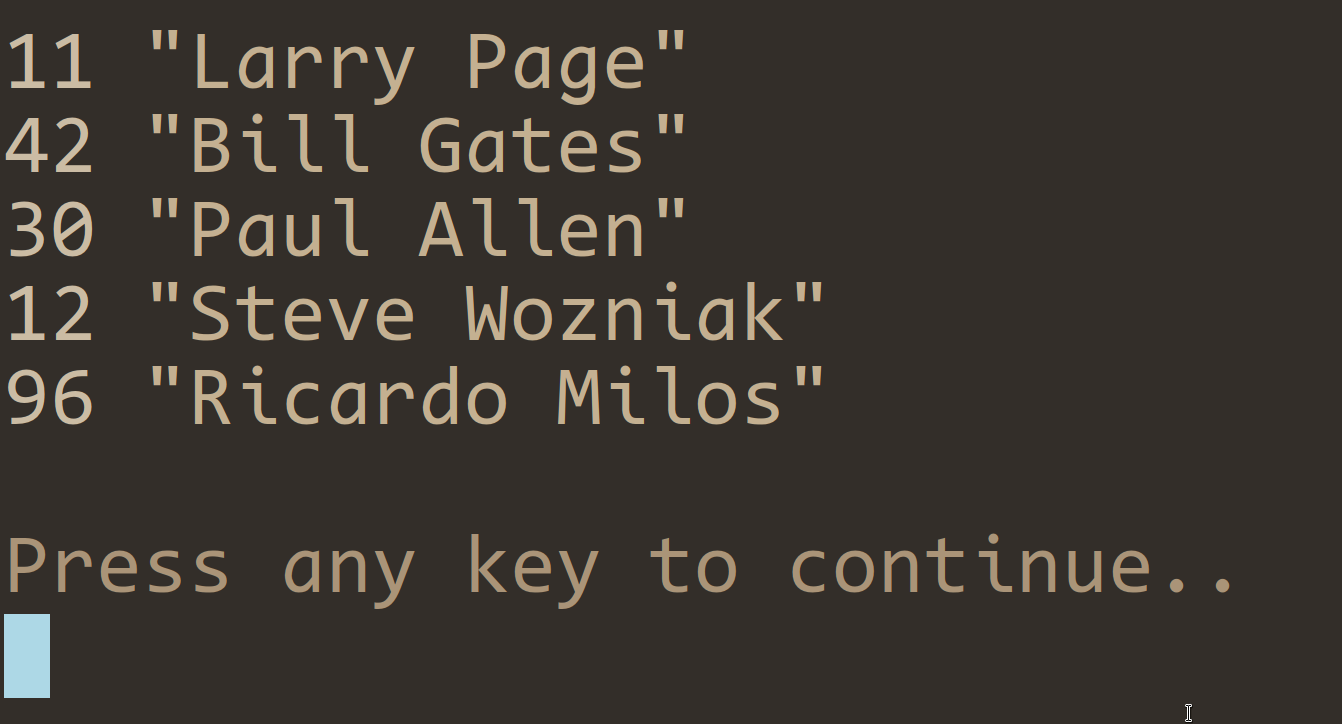 11 "Larry Page"
42 "Bill Gates"
30 "Paul Allen"
12 "Steve Wozniak"
96 "Ricardo Milos"
Press any key to continue..